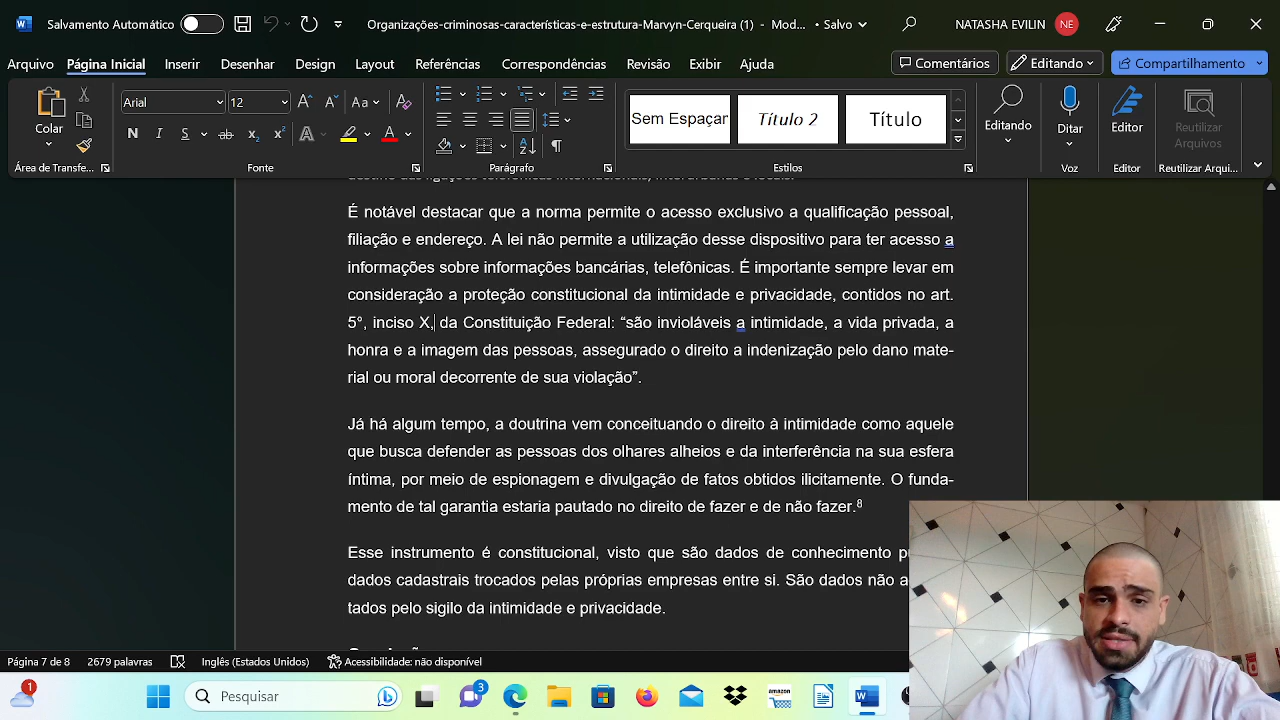 Salvamento Automático
Organizações-criminosas-características-e-estrutura-Marvyn-Cerqueira (1) - Mod... • Salvo
NATASHA EVILIN NE
Arquivo Página Inicial Inserir Desenhar Design Layout Referências Correspondências Revisão Exibir Ajuda
Comentários Editando Compartilhamento
Arial 12
Colar
Sem Espaçar Título 2 Título
Editando Ditar Editor Reutilizar Arquivos
Área de Transfe... Fonte Parágrafo Estilos Voz Editor Reutilizar Arqui...
É notável destacar que a norma permite o acesso exclusivo a qualificação pessoal,
filiação e endereço. A lei não permite a utilização desse dispositivo para ter acesso a
informações sobre informações bancárias, telefônicas. É importante sempre levar em
consideração a proteção constitucional da intimidade e privacidade, contidos no art.
5°, inciso X, da Constituição Federal: “são invioláveis a intimidade, a vida privada, a
honra e a imagem das pessoas, assegurado o direito a indenização pelo dano mate-
rial ou moral decorrente de sua violação”.
Já há algum tempo, a doutrina vem conceituando o direito à intimidade como aquele
que busca defender as pessoas dos olhares alheios e da interferência na sua esfera
íntima, por meio de espionagem e divulgação de fatos obtidos ilicitamente. O funda-
mento de tal garantia estaria pautado no direito de fazer e de não fazer.8
Esse instrumento é constitucional, visto que são dados de conhecimento
dados cadastrais trocados pelas próprias empresas entre si. São dados não
tados pelo sigilo da intimidade e privacidade.
Página 7 de 8 2679 palavras Inglês (Estados Unidos) Acessibilidade: não disponível
1 Pesquisar 3 amazon